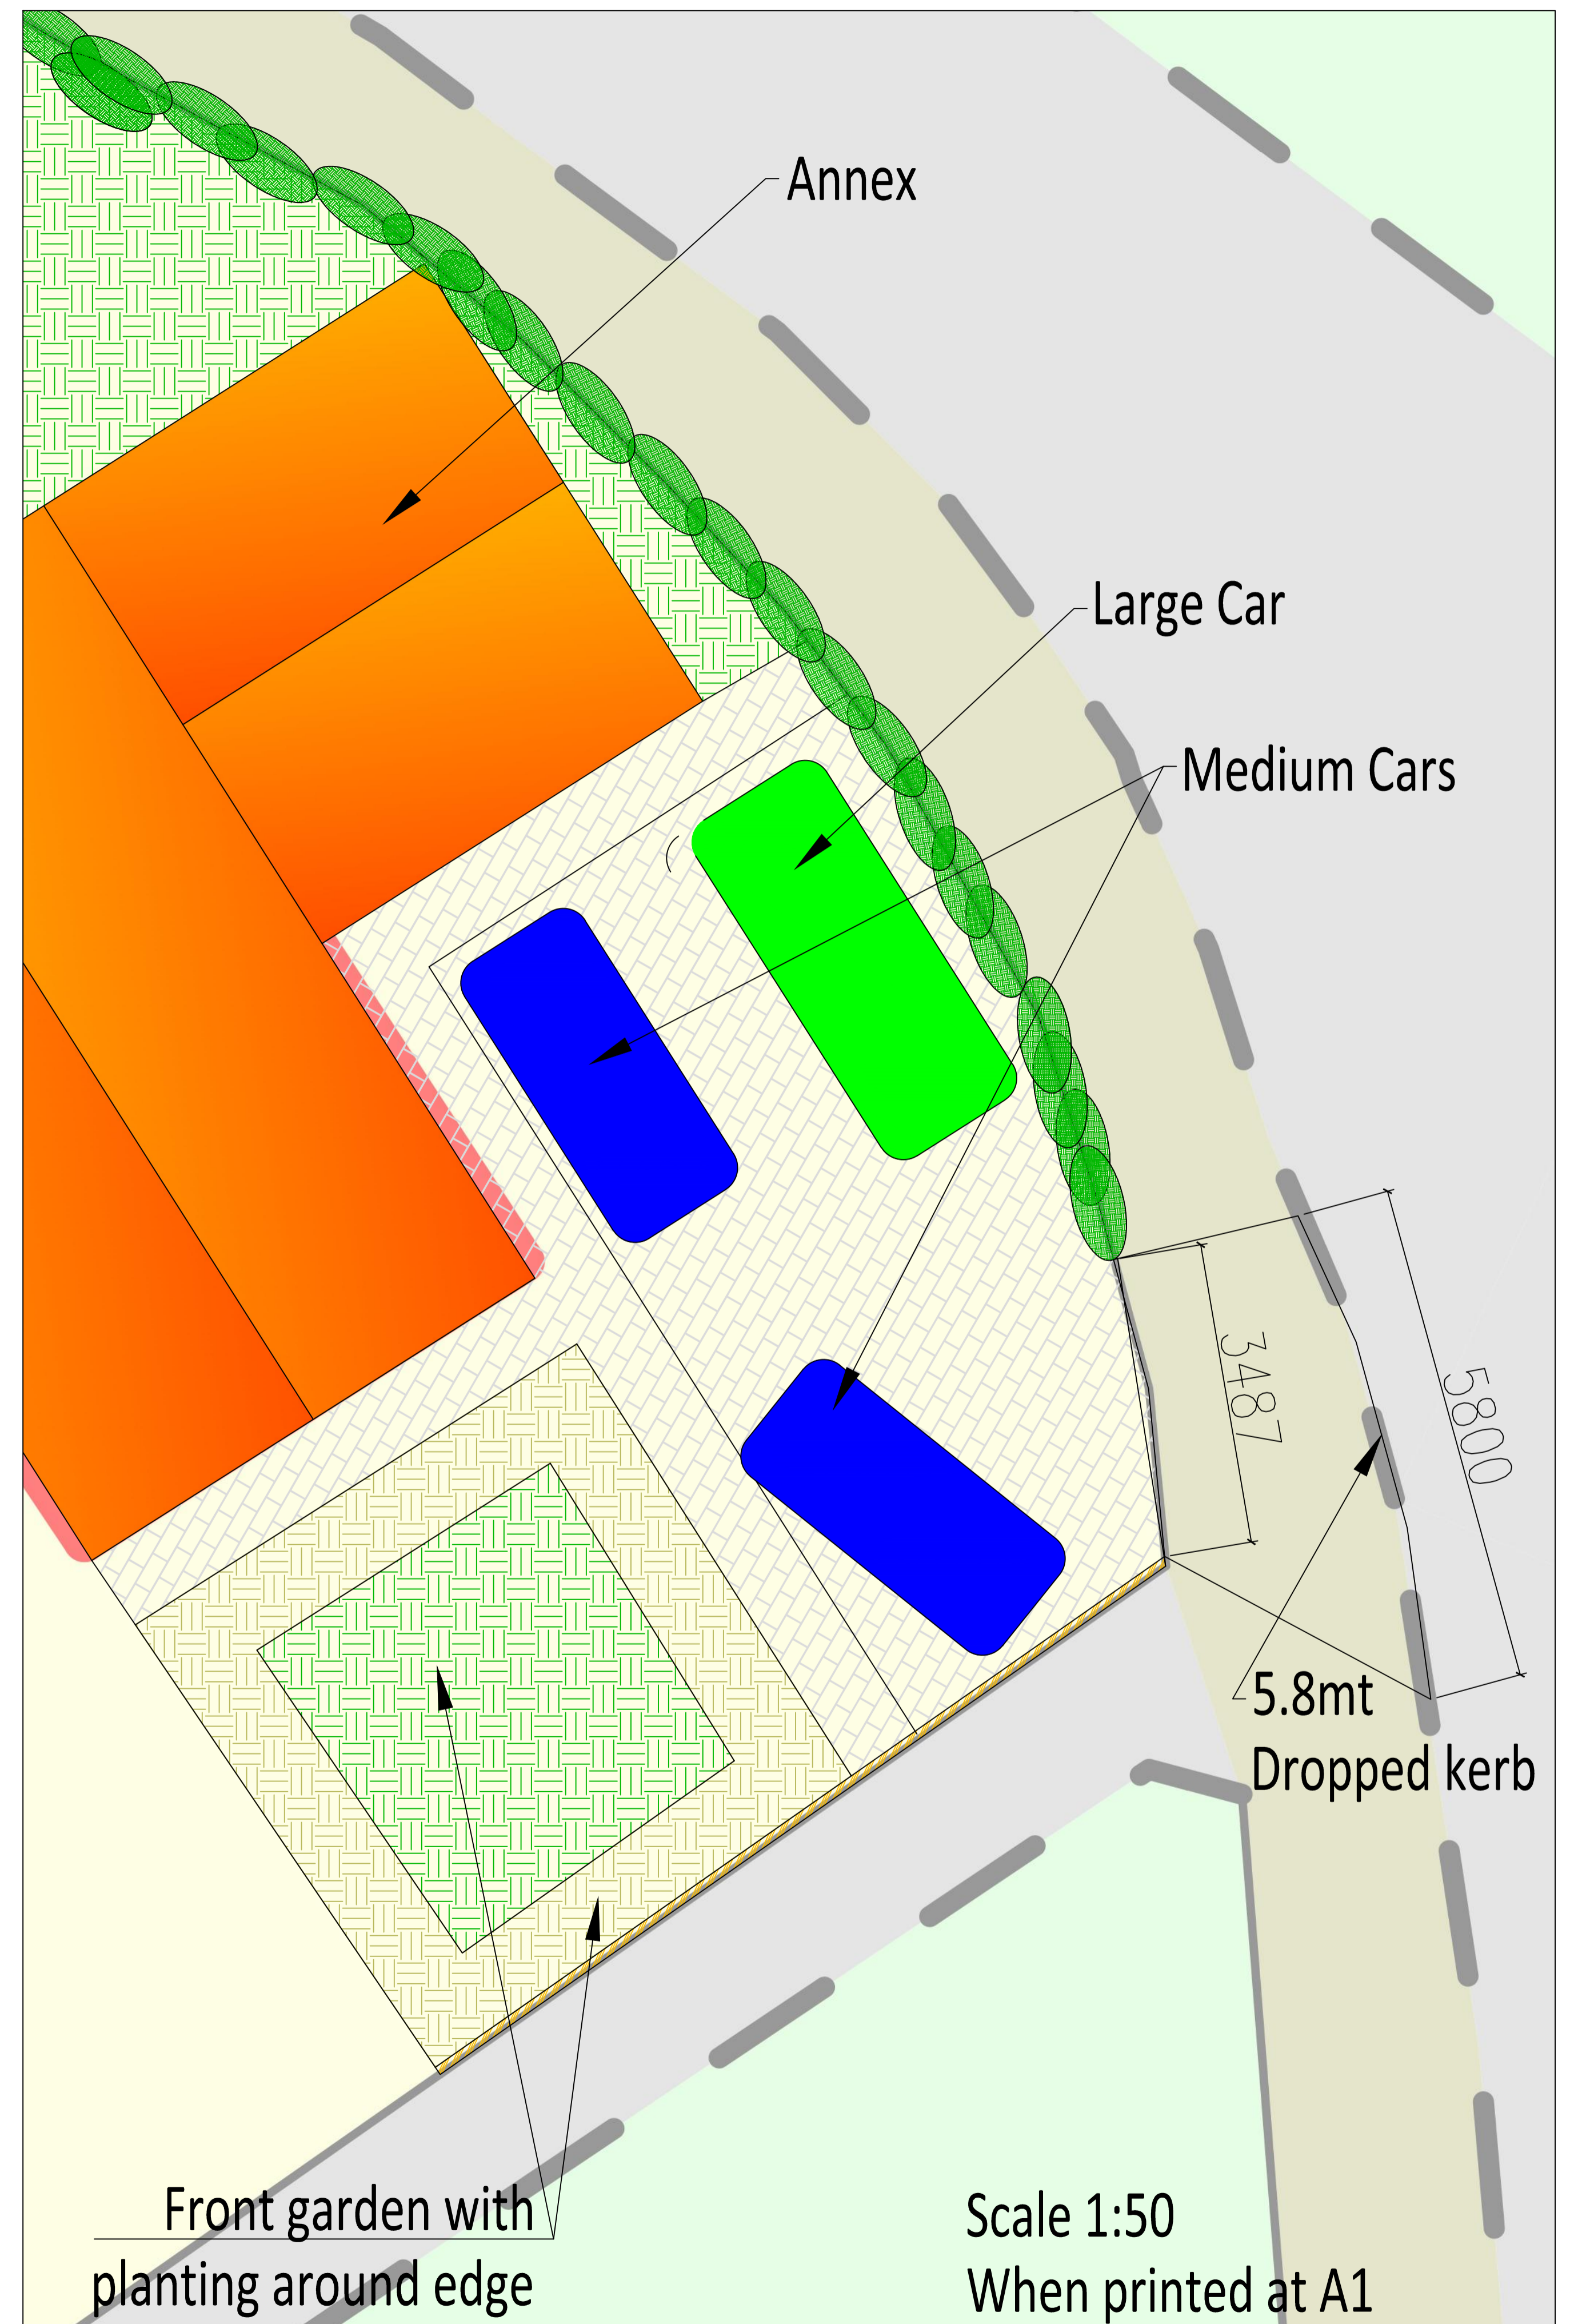 Annex
Large Car
Medium Cars
3487
5800
5.8mt
Dropped kerb
Front garden with
planting around edge
Scale 1:50
When printed at A1